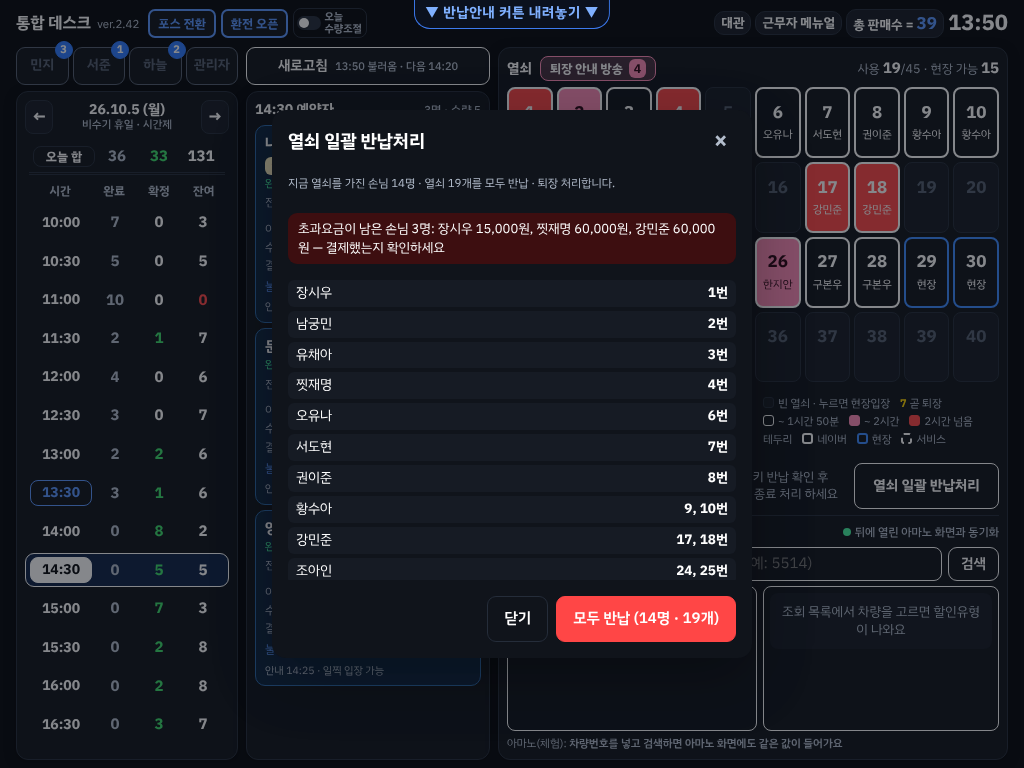 통합 데스크 ver.2.42 포스 전환 환전 오픈 오늘 수량조절
▼ 반납안내 커튼 내려놓기 ▼
대관 근무자 메뉴얼 총 판매수 = 39 13:50
민지 3 서준 1 하늘 2 관리자
새로고침 13:50 불러옴 · 다음 14:20
열쇠 퇴장 안내 방송 4 사용 19/45 · 현장 가능 15
← 26.10.5 (월) →
비수기 휴일 · 시간제
오늘 합 36 33 131
시간 완료 확정 잔여
10:00 7 0 3
10:30 5 0 5
11:00 10 0 0
11:30 2 1 7
12:00 4 0 6
12:30 3 0 7
13:00 2 2 6
13:30 3 1 6
14:00 0 8 2
14:30 0 5 5
15:00 0 7 3
15:30 0 2 8
16:00 0 2 8
16:30 0 3 7
열쇠 일괄 반납처리 ×
지금 열쇠를 가진 손님 14명 · 열쇠 19개를 모두 반납 · 퇴장 처리합니다.
초과요금이 남은 손님 3명: 장시우 15,000원, 찟재명 60,000원, 강민준 60,000
원 — 결제했는지 확인하세요
장시우 1번
남궁민 2번
유채아 3번
찟재명 4번
오유나 6번
서도현 7번
권이준 8번
황수아 9, 10번
강민준 17, 18번
조아인 24, 25번
닫기 모두 반납 (14명 · 19개)
안내 14:25 · 일찍 입장 가능
6 7 8 9 10
오유나 서도현 권이준 황수아 황수아
16 17 18 19 20
강민준 강민준
26 27 28 29 30
한지안 구본우 구본우 현장 현장
36 37 38 39 40
빈 열쇠 · 누르면 현장입장 7 곧 퇴장
~ 1시간 50분 ~ 2시간 2시간 넘음
테두리 네이버 현장 서비스
키 반납 확인 후
종료 처리 하세요
열쇠 일괄 반납처리
뒤에 열린 아마노 화면과 동기화
예: 5514) 검색
조회 목록에서 차량을 고르면 할인유형
이 나와요
아마노(체험): 차량번호를 넣고 검색하면 아마노 화면에도 같은 값이 들어가요